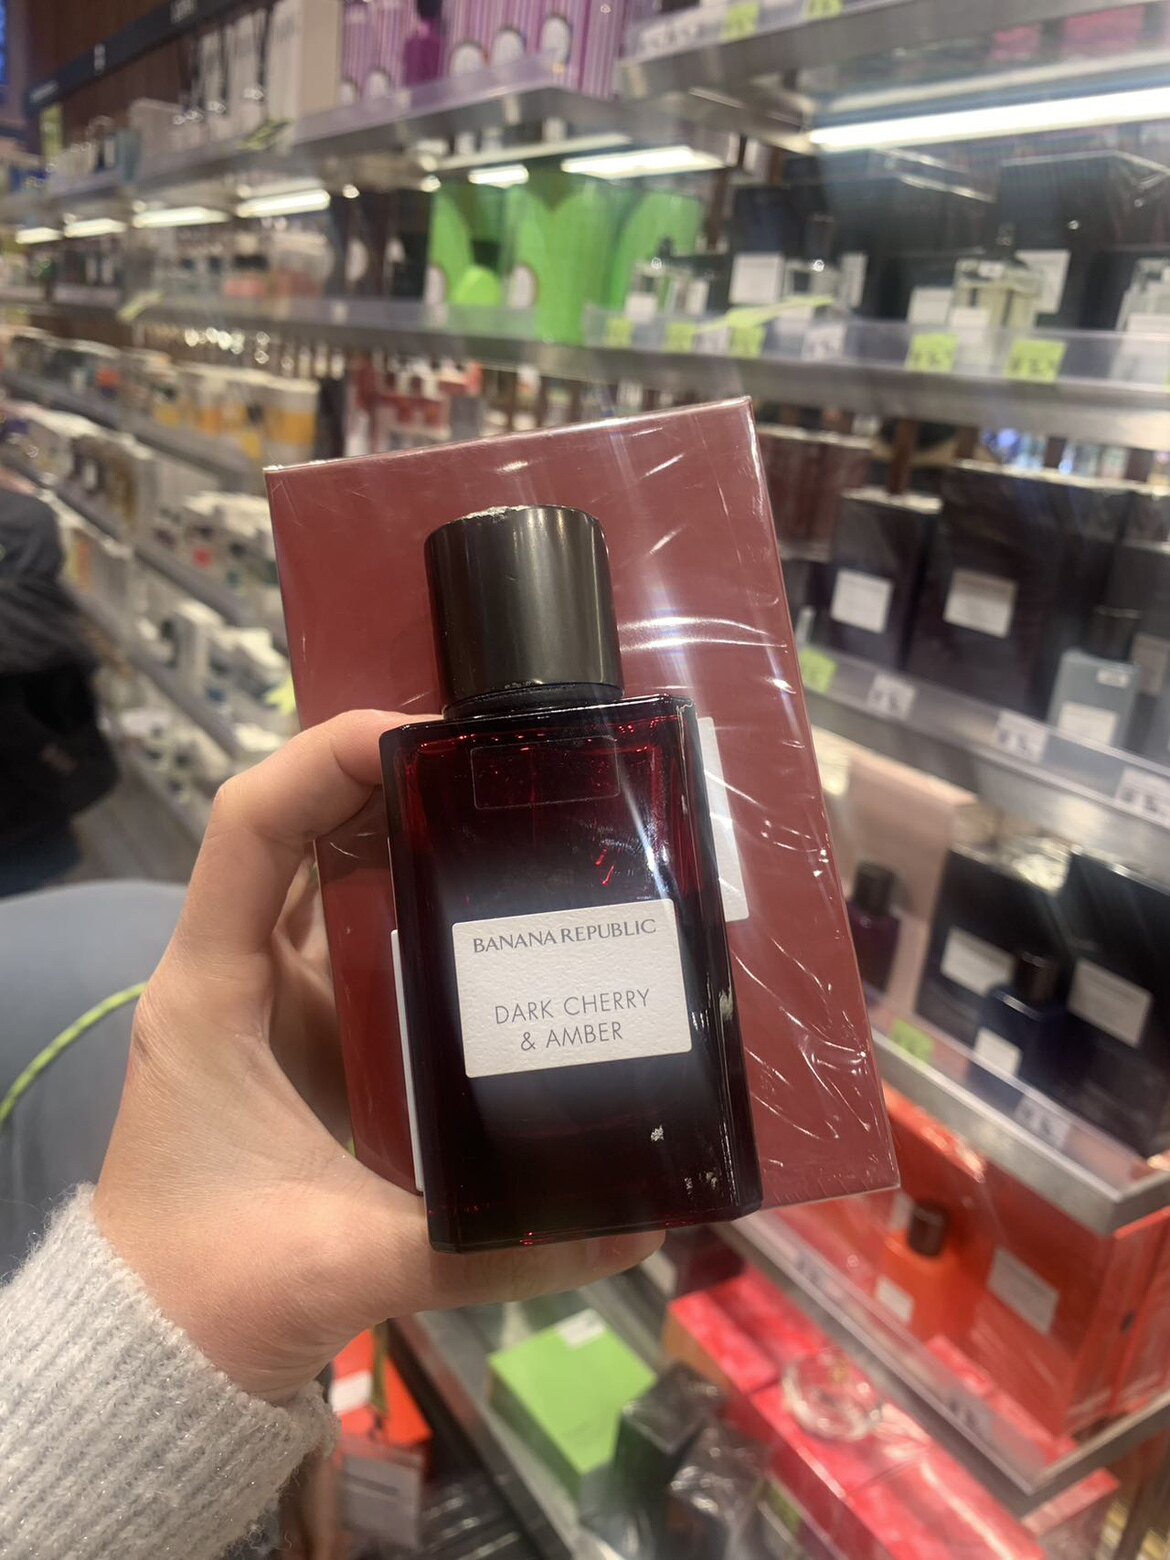 BANANA REPUBLIC
DARK CHERRY
& AMBER